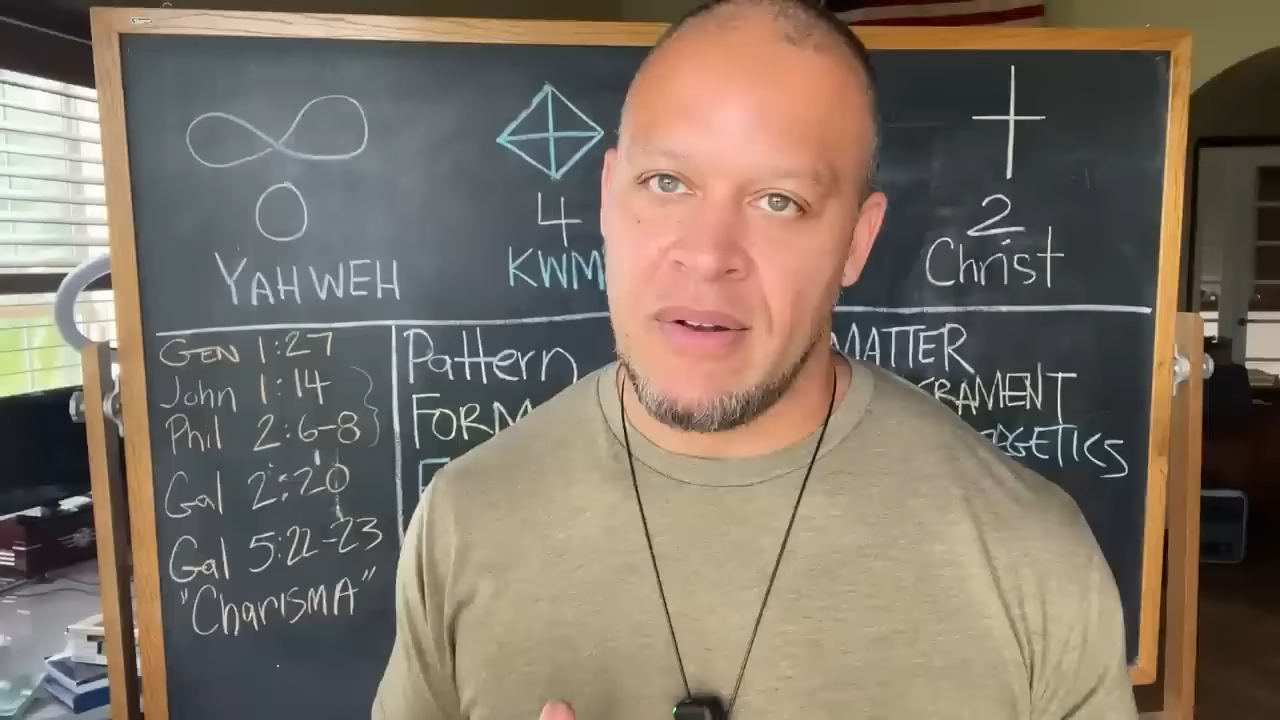 0
YAHWEH
4
KWM
2
Christ
GEN 1:27
John 1:14
Phil 2:6-8
Gal 2:20
Gal 5:22-23
"CharismA"
Pattern
FORM
MATTER